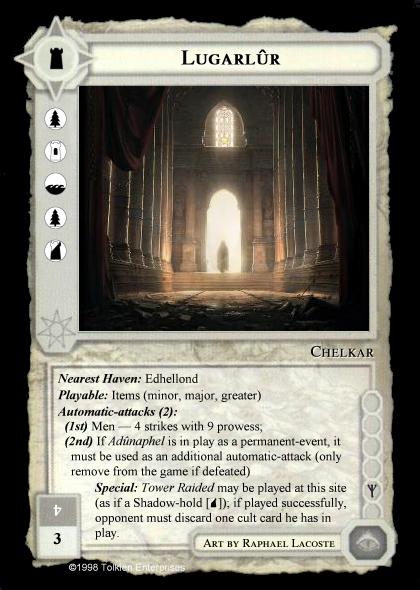 LUGARLÛR
CHELKAR
Nearest Haven: Edhellond
Playable: Items (minor, major, greater)
Automatic-attacks (2):
(1st) Men — 4 strikes with 9 prowess;
(2nd) If Adûnaphel is in play as a permanent-event, it
must be used as an additional automatic-attack (only
remove from the game if defeated)
Special: Tower Raided may be played at this site
(as if a Shadow-hold [ ]); if played successfully,
opponent must discard one cult card he has in
play.
4
3
ART BY RAPHAEL LACOSTE
©1998 Tolkien Enterprises